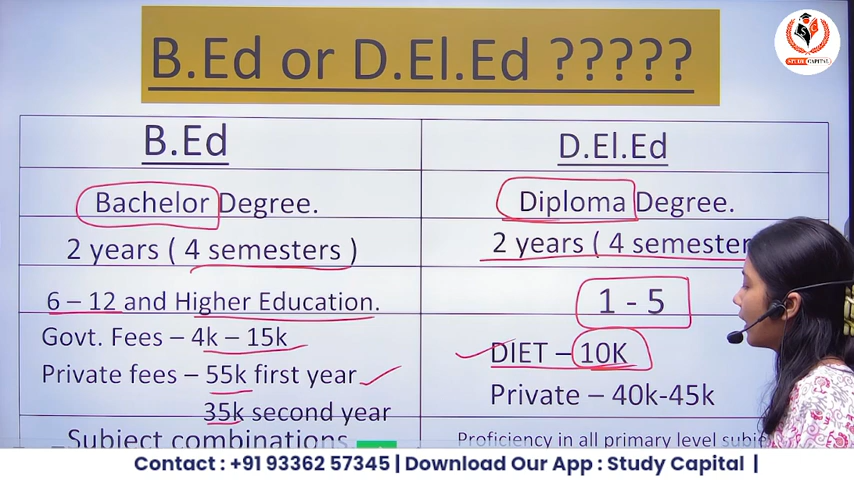 B.Ed or D.El.Ed ?????
STUDY CAPITAL
B.Ed
D.El.Ed
Bachelor Degree.
Diploma Degree.
2 years ( 4 semesters )
2 years ( 4 semester
6 – 12 and Higher Education.
1 - 5
Govt. Fees – 4k – 15k
DIET – 10K
Private fees – 55k first year
35k second year
Private – 40k-45k
Subject combinations
Proficiency in all primary level subje
Contact : +91 93362 57345 | Download Our App : Study Capital |